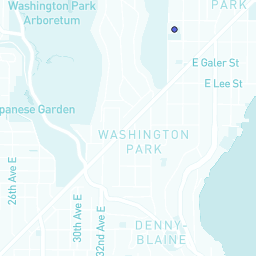 Washington Park
Arboretum
PARK
E Galer St
E Lee St
panese Garden
WASHINGTON
PARK
26th Ave E
30th Ave E
32nd Ave E
DENNY-
BLAINE